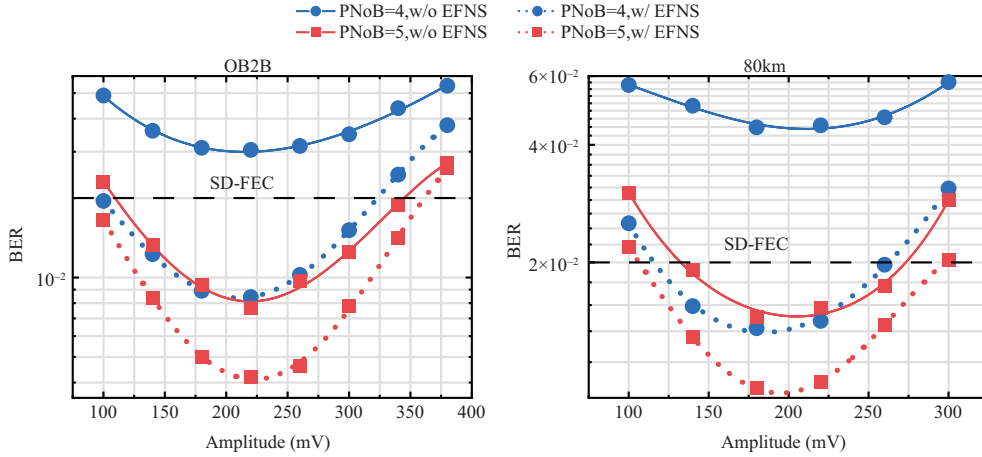 PNoB=4,w/o EFNS
PNoB=4,w/ EFNS
PNoB=5,w/o EFNS
PNoB=5,w/ EFNS
OB2B
BER
10⁻²
SD-FEC
100 150 200 250 300 350 400
Amplitude (mV)
80km
BER
6×10⁻²
4×10⁻²
2×10⁻²
SD-FEC
100 150 200 250 300
Amplitude (mV)